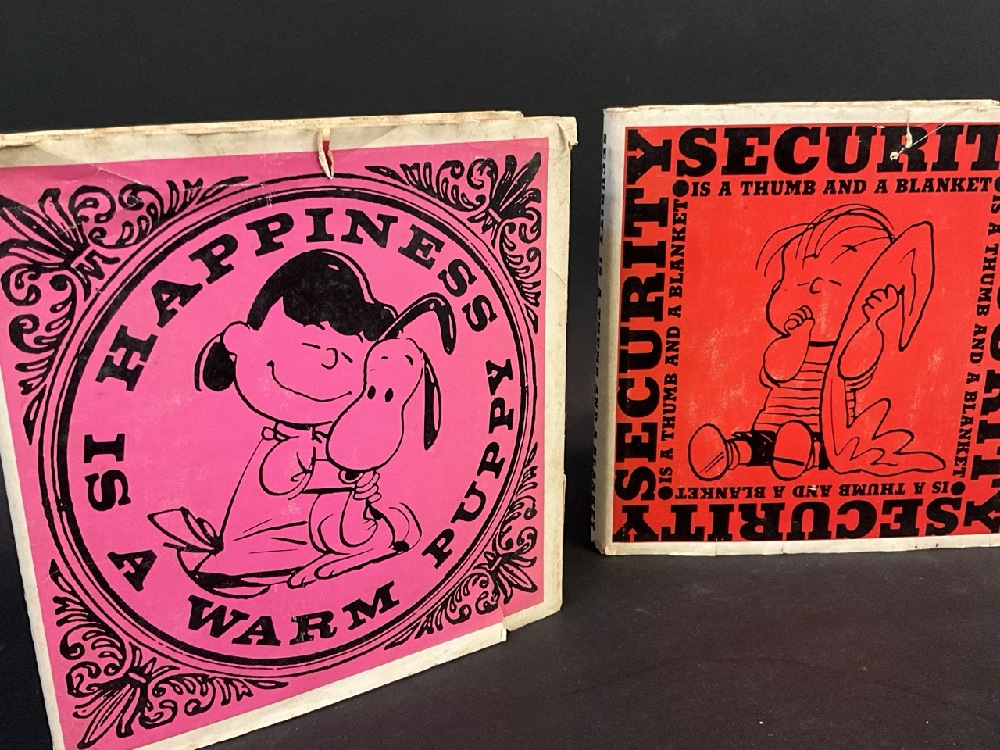 HAPPINESS
IS A WARM PUPPY
SECURIT
IS A THUMB AND A BLANKET
SECURITY
IS A THUMB AND A BLANKET
IS A THUMB AND A BLANKET
SECURITY
IS A THUMB AND A BLANKET